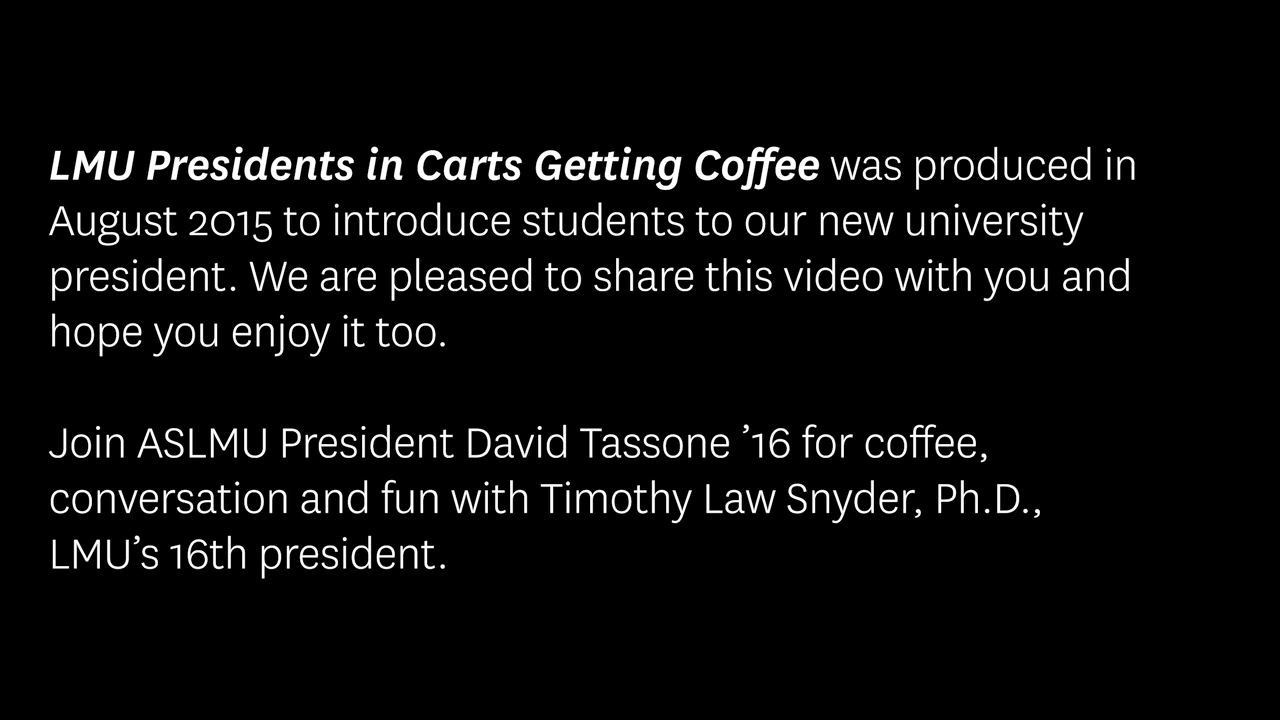 LMU Presidents in Carts Getting Coffee was produced in
August 2015 to introduce students to our new university
president. We are pleased to share this video with you and
hope you enjoy it too.
Join ASLMU President David Tassone ’16 for coffee,
conversation and fun with Timothy Law Snyder, Ph.D.,
LMU’s 16th president.